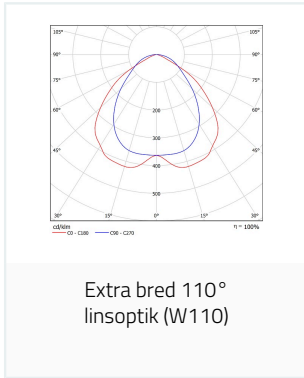 105° 105°
90° 90°
75° 75°
60° 60°
200
45° 300 45°
400
500
30° 15° 0° 15° 30°
cd/klm η = 100%
C0 - C180 C90 - C270
Extra bred 110°
linsoptik (W110)